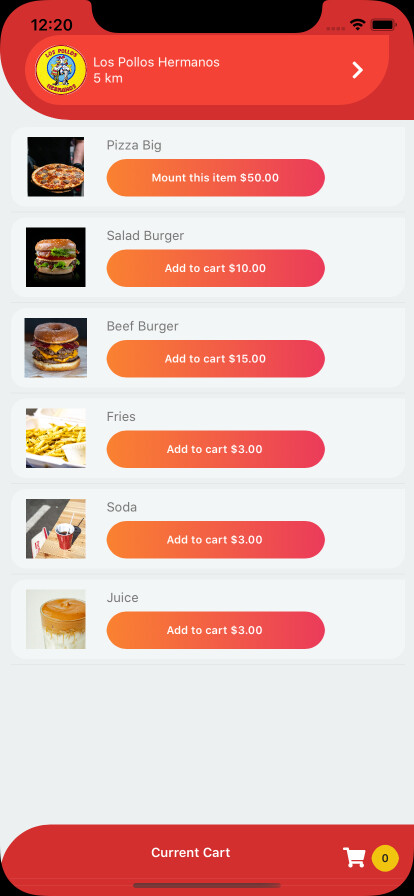 12:20
LOS POLLOS
HERMANOS
Los Pollos Hermanos
5 km
Pizza Big
Mount this item $50.00
Salad Burger
Add to cart $10.00
Beef Burger
Add to cart $15.00
Fries
Add to cart $3.00
Soda
Add to cart $3.00
Juice
Add to cart $3.00
Current Cart
0